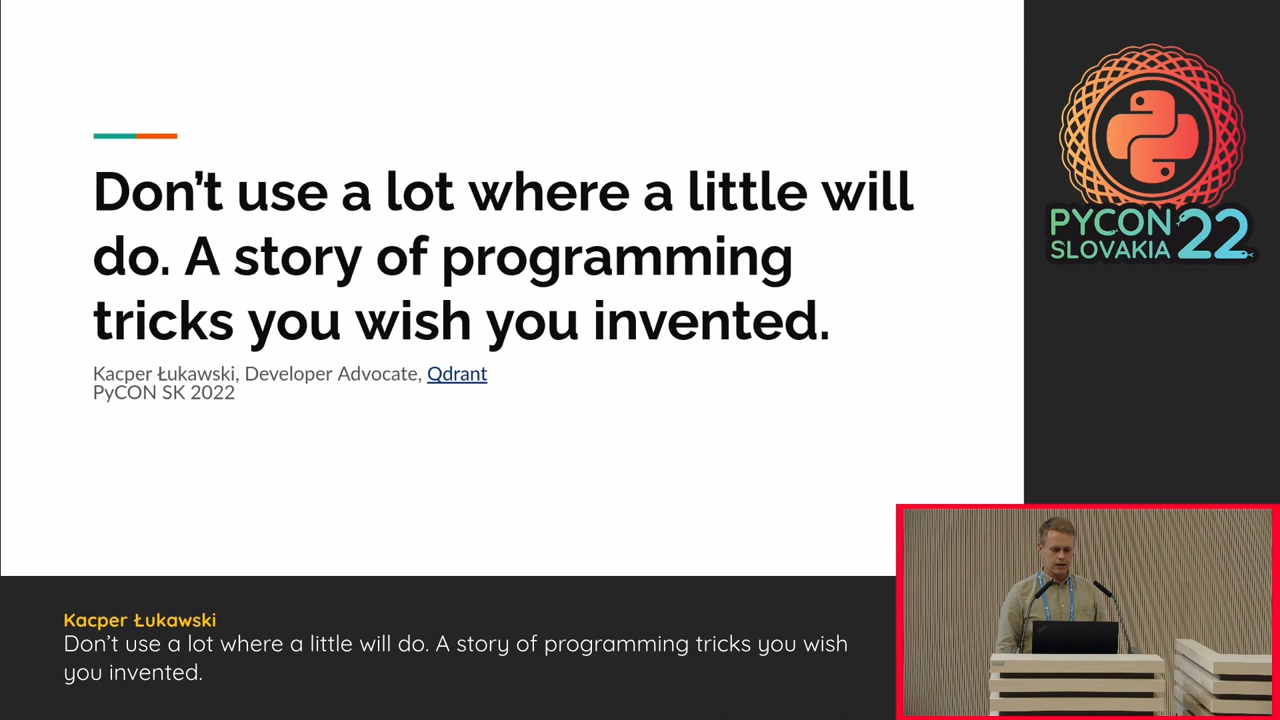 Don’t use a lot where a little will
do. A story of programming
tricks you wish you invented.
Kacper Łukawski, Developer Advocate, Qdrant
PyCON SK 2022
PYCON
SLOVAKIA
22
Kacper Łukawski
Don’t use a lot where a little will do. A story of programming tricks you wish
you invented.